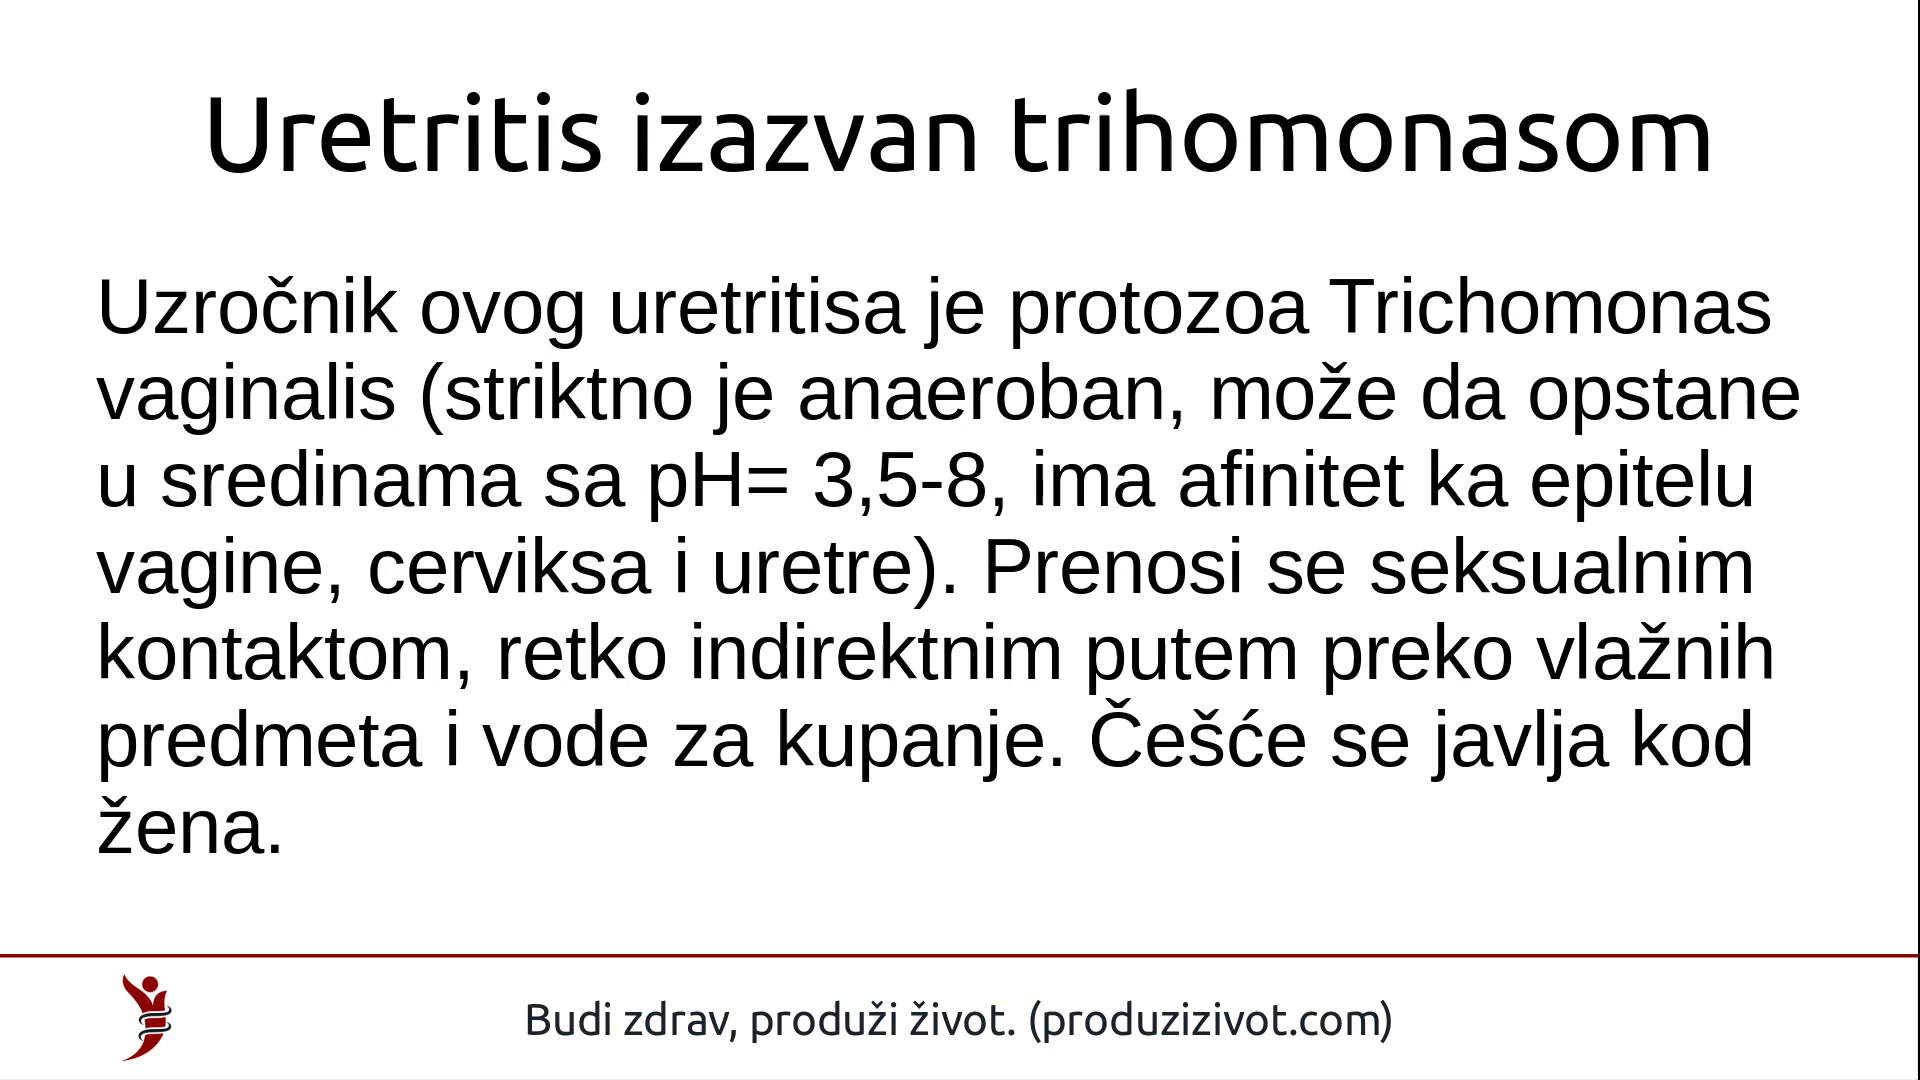 Uretritis izazvan trihomonasom
Uzročnik ovog uretritisa je protozoa Trichomonas
vaginalis (striktno je anaeroban, može da opstane
u sredinama sa pH= 3,5-8, ima afinitet ka epitelu
vagine, cerviksa i uretre). Prenosi se seksualnim
kontaktom, retko indirektnim putem preko vlažnih
predmeta i vode za kupanje. Češće se javlja kod
žena.
Budi zdrav, produži život. (produzizivot.com)